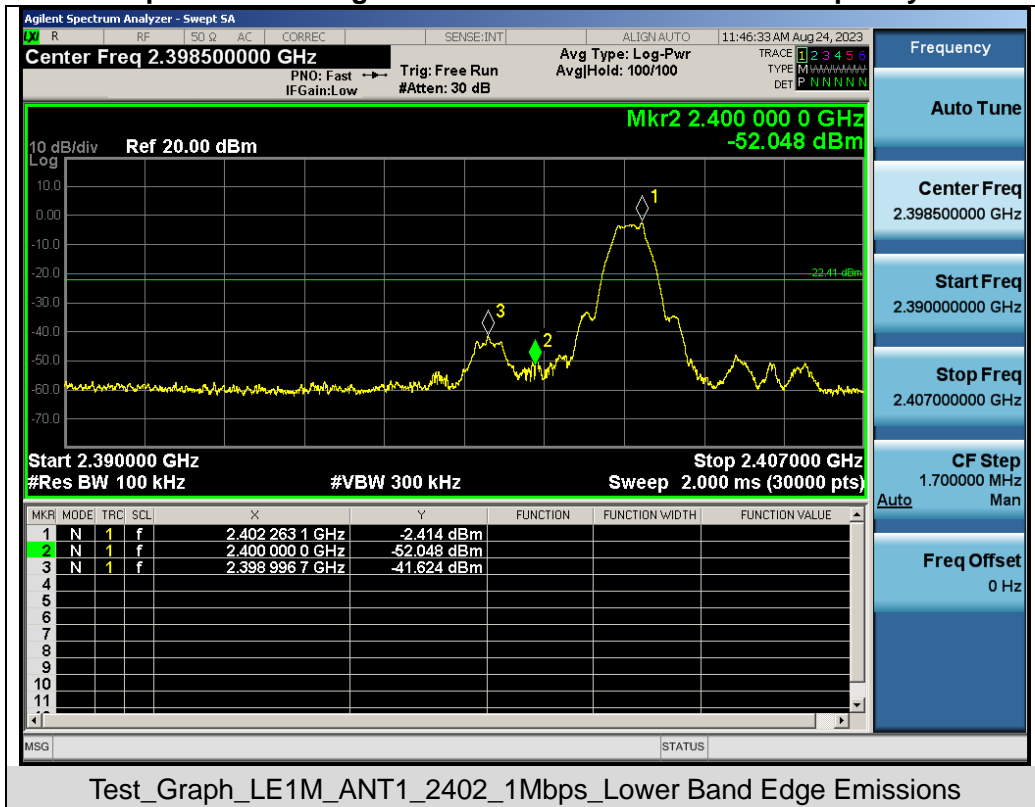 Agilent Spectrum Analyzer - Swept SA
LXI R RF 50 Ω AC CORREC SENSE:INT ALIGN AUTO 11:46:33 AM Aug 24, 2023
Center Freq 2.398500000 GHz
PNO: Fast
IFGain:Low
Trig: Free Run
#Atten: 30 dB
Avg Type: Log-Pwr
Avg|Hold: 100/100
TRACE 1 2 3 4 5 6
TYPE M WWWWW
DET P N N N N N
Mkr2 2.400 000 0 GHz
-52.048 dBm
10 dB/div Ref 20.00 dBm
Log
10.0
0.00
-10.0
-20.0
-30.0
-40.0
-50.0
-60.0
-70.0
1
-22.41 dBm
3
2
Start 2.390000 GHz Stop 2.407000 GHz
#Res BW 100 kHz #VBW 300 kHz Sweep 2.000 ms (30000 pts)
MKR MODE TRC SCL X Y FUNCTION FUNCTION WIDTH FUNCTION VALUE
1 N 1 f 2.402 263 1 GHz -2.414 dBm
2 N 1 f 2.400 000 0 GHz -52.048 dBm
3 N 1 f 2.398 996 7 GHz -41.624 dBm
4
5
6
7
8
9
10
11
MSG STATUS
Frequency
Auto Tune
Center Freq
2.398500000 GHz
Start Freq
2.390000000 GHz
Stop Freq
2.407000000 GHz
CF Step
1.700000 MHz
Auto Man
Freq Offset
0 Hz
Test_Graph_LE1M_ANT1_2402_1Mbps_Lower Band Edge Emissions